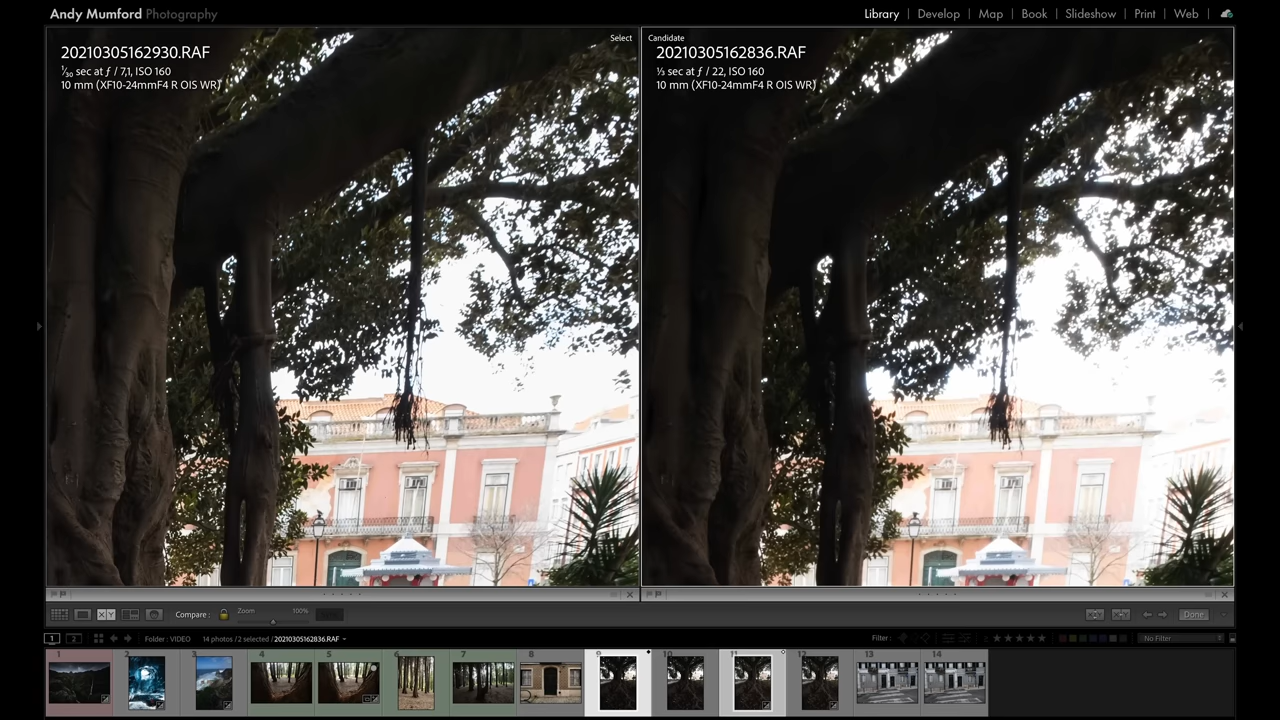 Andy Mumford Photography
Library | Develop | Map | Book | Slideshow | Print | Web
Select
20210305162930.RAF
1/30 sec at ƒ / 7,1, ISO 160
10 mm (XF10-24mmF4 R OIS WR)
Candidate
20210305162836.RAF
1/3 sec at ƒ / 22, ISO 160
10 mm (XF10-24mmF4 R OIS WR)
X Y
Compare :
Zoom
100%
Done
1 2
Folder : VIDEO
14 photos / 2 selected / 20210305162836.RAF
Filter :
No Filter
1 2 3 4 5 6 7 8 9 10 11 12 13 14